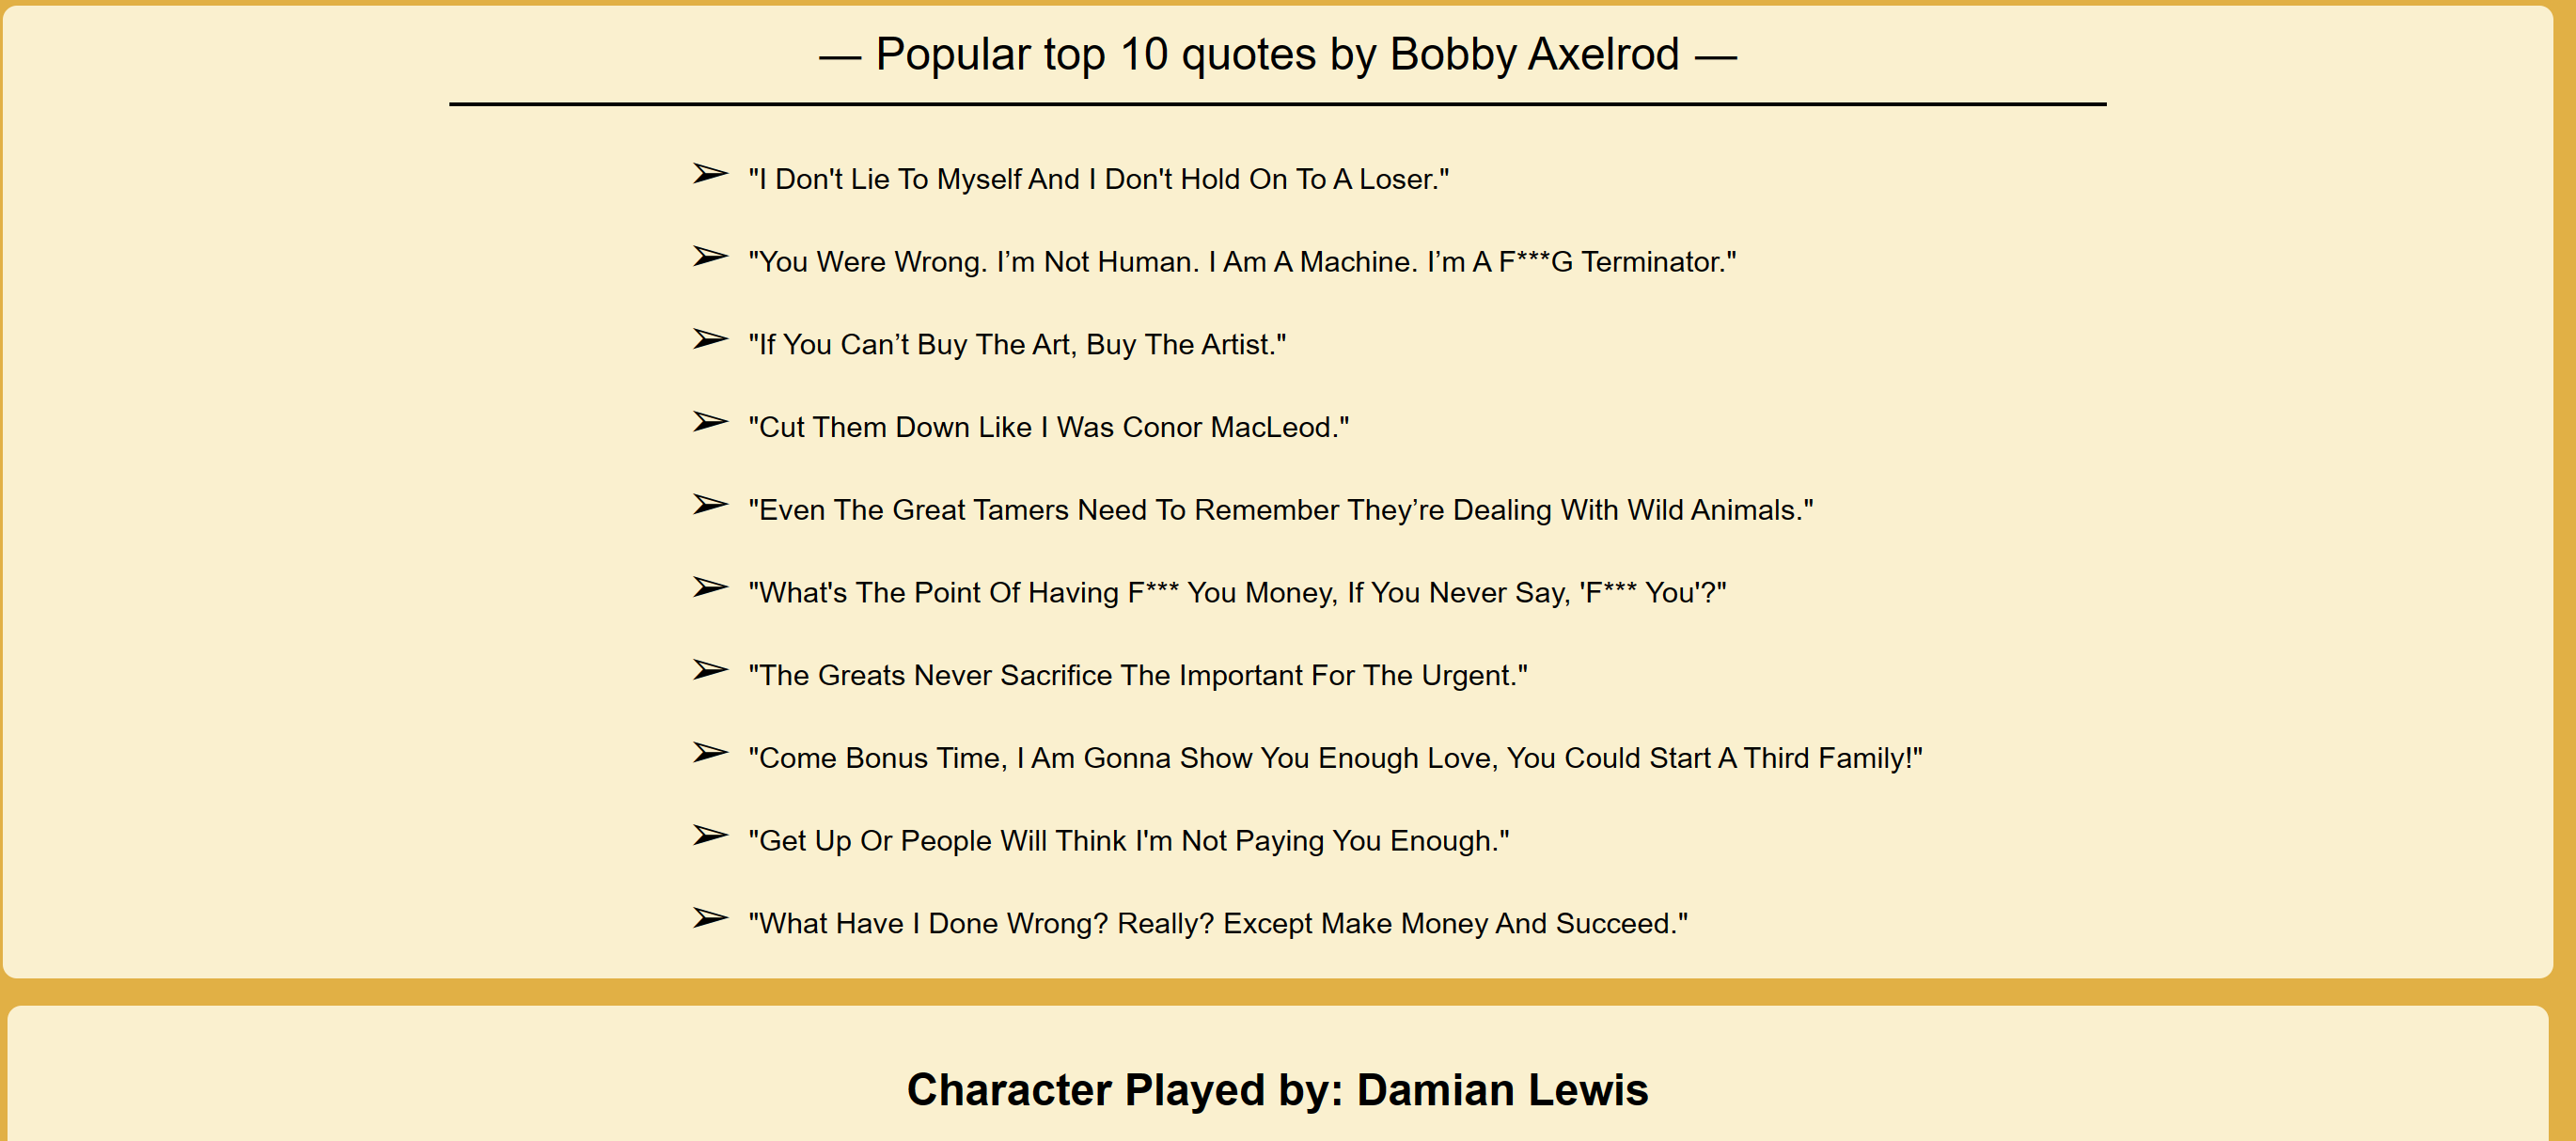 — Popular top 10 quotes by Bobby Axelrod —
➢ "I Don't Lie To Myself And I Don't Hold On To A Loser."
➢ "You Were Wrong. I’m Not Human. I Am A Machine. I’m A F***G Terminator."
➢ "If You Can’t Buy The Art, Buy The Artist."
➢ "Cut Them Down Like I Was Conor MacLeod."
➢ "Even The Great Tamers Need To Remember They’re Dealing With Wild Animals."
➢ "What's The Point Of Having F*** You Money, If You Never Say, 'F*** You'?"
➢ "The Greats Never Sacrifice The Important For The Urgent."
➢ "Come Bonus Time, I Am Gonna Show You Enough Love, You Could Start A Third Family!"
➢ "Get Up Or People Will Think I'm Not Paying You Enough."
➢ "What Have I Done Wrong? Really? Except Make Money And Succeed."
Character Played by: Damian Lewis